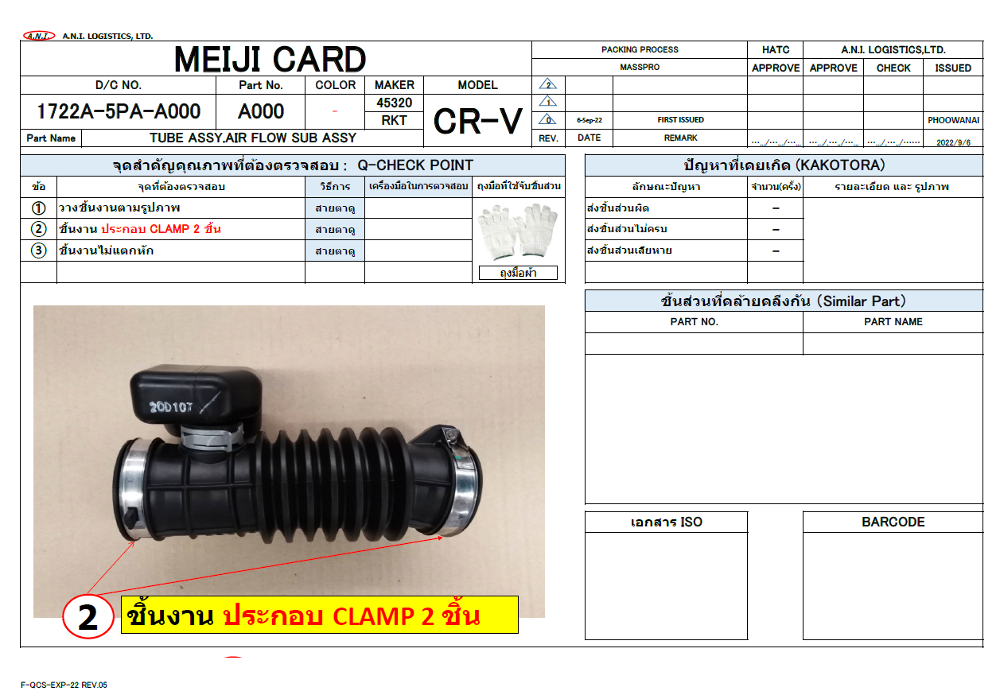 A.N.I. A.N.I. LOGISTICS, LTD.
MEIJI CARD
PACKING PROCESS
HATC
A.N.I. LOGISTICS,LTD.
MASSPRO
APPROVE
APPROVE
CHECK
ISSUED
D/C NO.
Part No.
COLOR
MAKER
MODEL
2
1722A-5PA-A000
A000
-
45320
RKT
CR-V
1
0
6-Sep-22
FIRST ISSUED
PHOOWANAI
Part Name
TUBE ASSY,AIR FLOW SUB ASSY
REV.
DATE
REMARK
…../…../…..
…../…../…..
…../…../……
2022/9/6
จุดสำคัญคุณภาพที่ต้องตรวจสอบ : Q-CHECK POINT
ข้อ
จุดที่ต้องตรวจสอบ
วิธีการ
เครื่องมือในการตวจสอบ
ถุงมือที่ใช้จับชิ้นส่วน
① วางชิ้นงานตามรูปภาพ สายตาดู
② ชิ้นงาน ประกอบ CLAMP 2 ชิ้น สายตาดู
③ ชิ้นงานไม่แตกหัก สายตาดู
ถุงมือผ้า
ปัญหาที่เคยเกิด (KAKOTORA)
ลักษณะปัญหา
จำนวน(ครั้ง)
รายละเอียด และ รูปภาพ
ส่งชิ้นส่วนผิด –
ส่งชิ้นส่วนไม่ครบ –
ส่งชิ้นส่วนเสียหาย –
ชิ้นส่วนที่คล้ายคลึงกัน (Similar Part)
PART NO.
PART NAME
20D107
2
ชิ้นงาน ประกอบ CLAMP 2 ชิ้น
เอกสาร ISO
BARCODE
F-QCS-EXP-22 REV.05